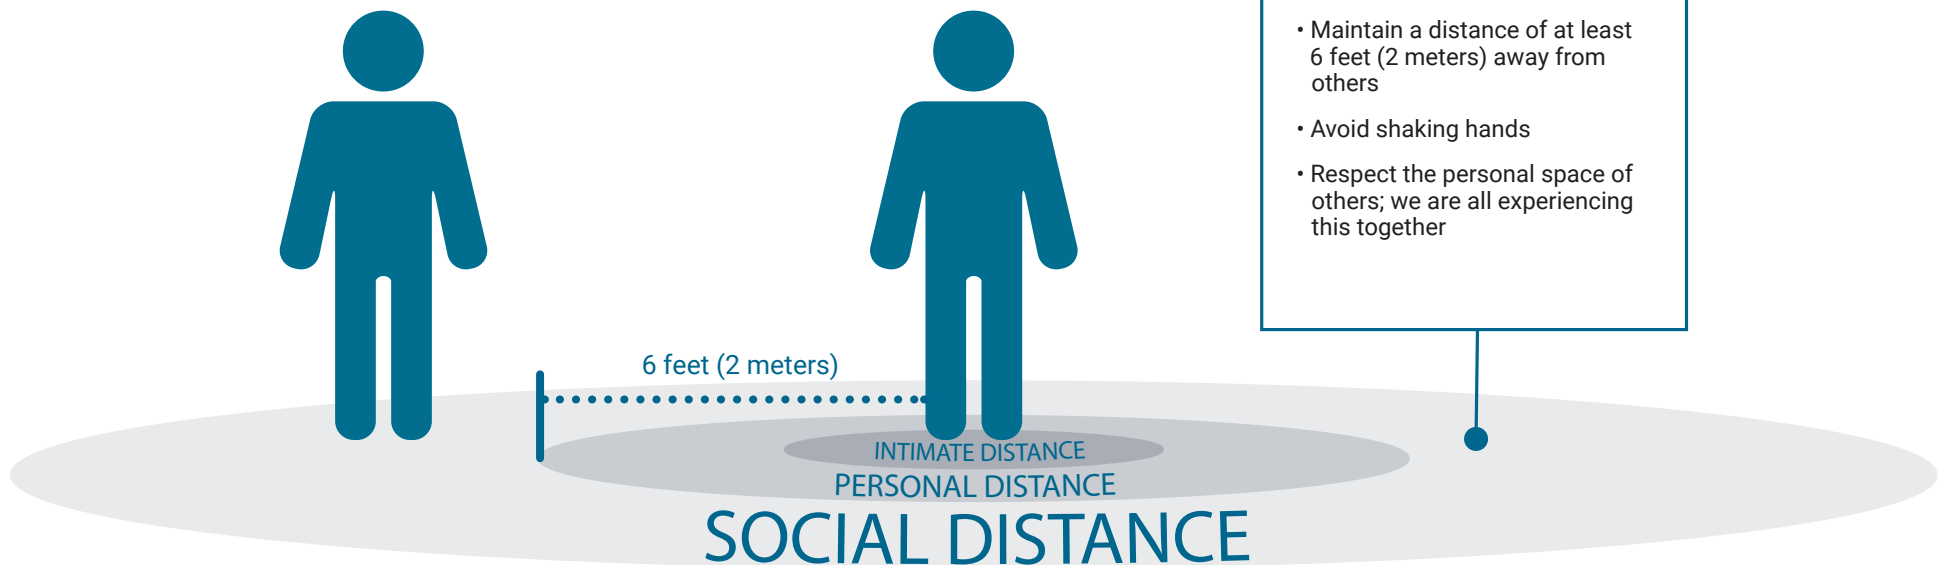 • Maintain a distance of at least
6 feet (2 meters) away from
others
• Avoid shaking hands
• Respect the personal space of
others; we are all experiencing
this together
6 feet (2 meters)
INTIMATE DISTANCE
PERSONAL DISTANCE
SOCIAL DISTANCE